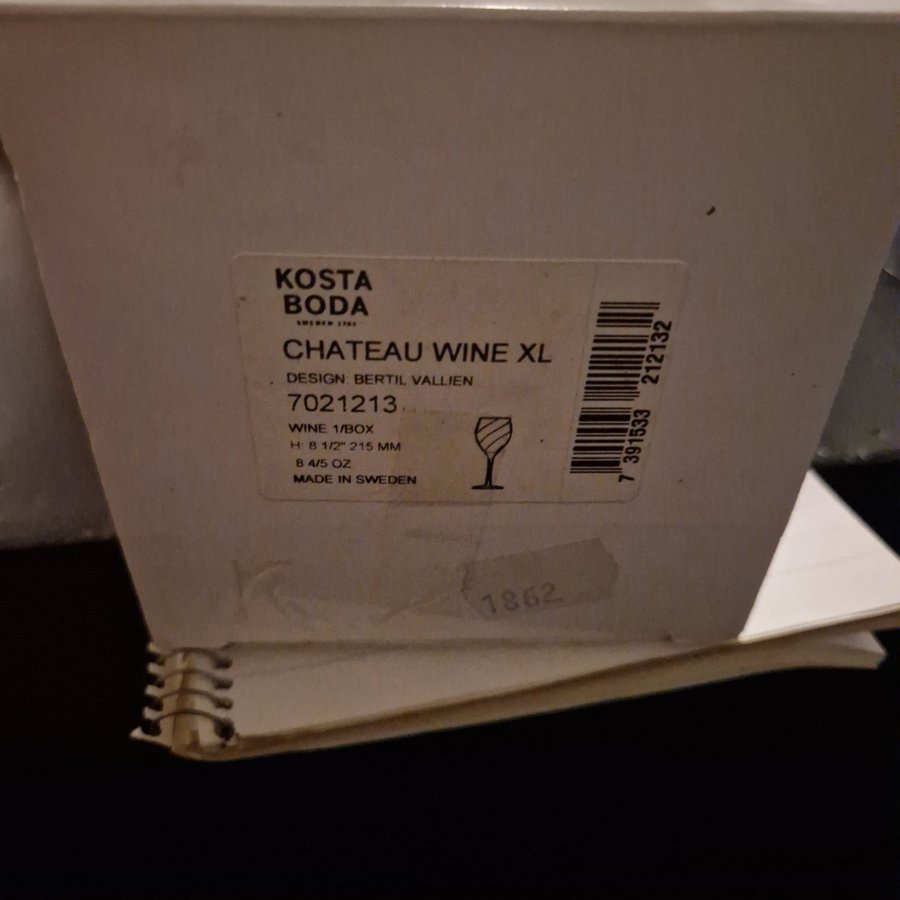 KOSTA
BODA
SWEDEN 1742
CHATEAU WINE XL
DESIGN: BERTIL VALLIEN
7021213
WINE 1/BOX
H: 8 1/2" 215 MM
8 4/5 OZ
MADE IN SWEDEN
7 391533 212132
1862